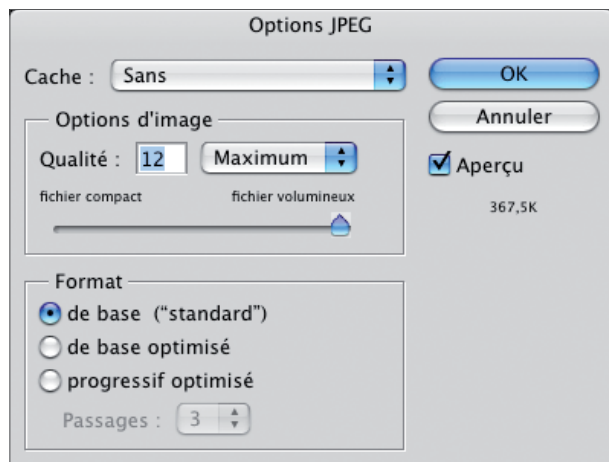 Options JPEG
Cache : Sans
OK
Annuler
Options d'image
Qualité : 12 Maximum
Aperçu
fichier compact fichier volumineux
367,5K
Format
de base (“standard”)
de base optimisé
progressif optimisé
Passages : 3